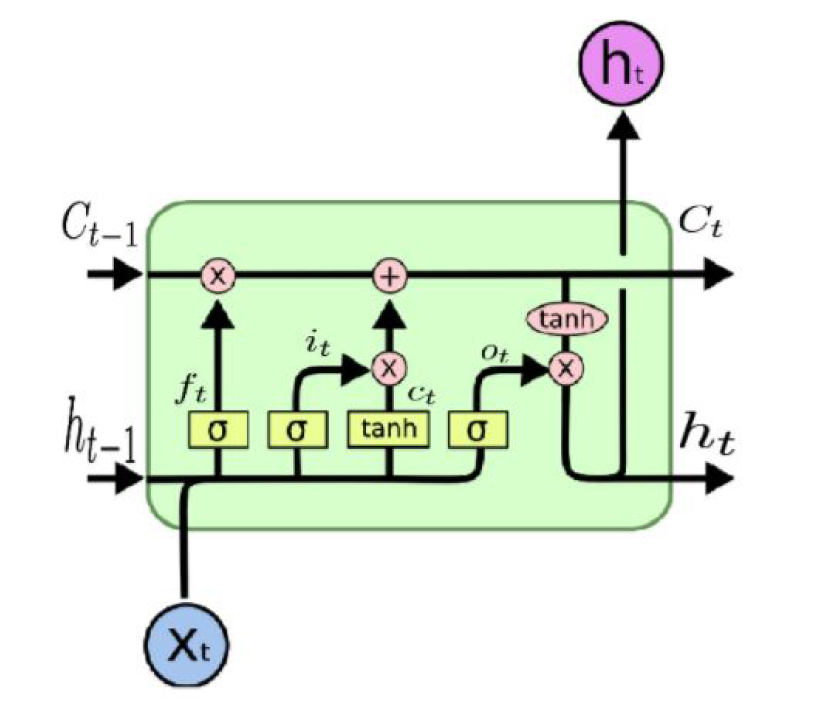 h_t
C_{t-1}
C_t
x
+
tanh
i_t
x
o_t
x
f_t
c_t
h_{t-1}
σ
σ
tanh
σ
h_t
X_t